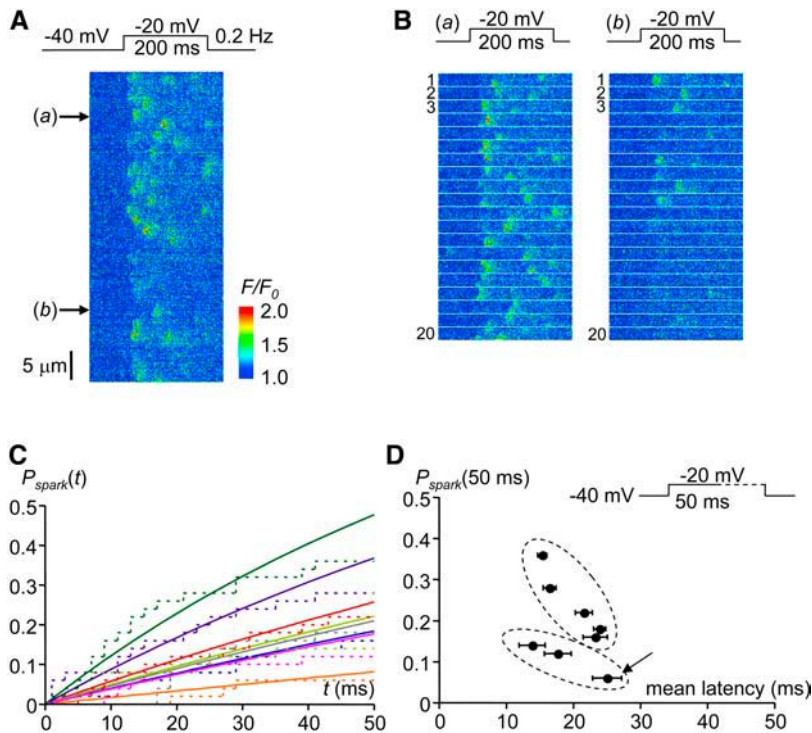 A
-20 mV
-40 mV
200 ms
0.2 Hz
(a)
(b)
5 μm
F/F0
2.0
1.5
1.0
B
(a)
-20 mV
200 ms
(b)
-20 mV
200 ms
1
2
3
20
1
2
3
20
C
Pspark(t)
0.5
0.4
0.3
0.2
0.1
0
0 10 20 30 40 50
t (ms)
D
Pspark(50 ms)
-20 mV
-40 mV
50 ms
0.5
0.4
0.3
0.2
0.1
0
mean latency (ms)
0 10 20 30 40 50